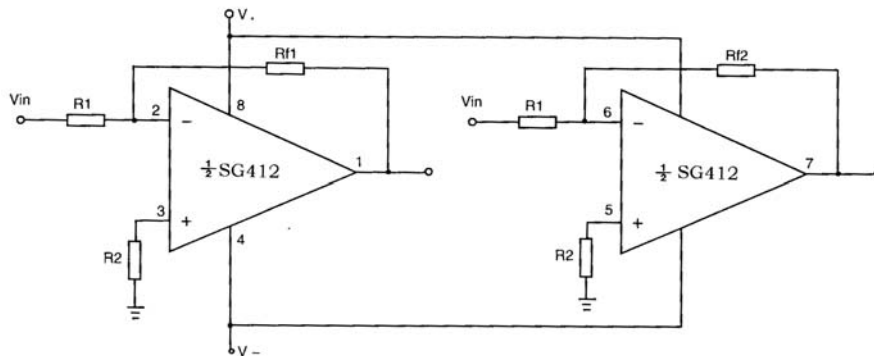 V.
Rf1
Rf2
Vin
R1
2
8
−
½ SG412
1
3
+
4
R2
V−
Vin
R1
6
−
½ SG412
7
5
+
R2